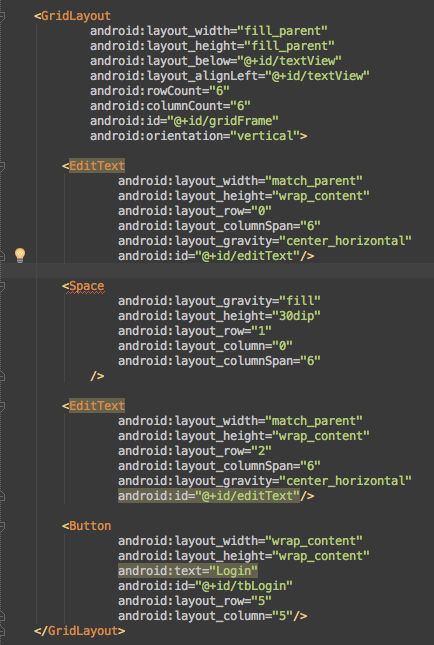 <GridLayout
android:layout_width="fill_parent"
android:layout_height="fill_parent"
android:layout_below="@+id/textView"
android:layout_alignLeft="@+id/textView"
android:rowCount="6"
android:columnCount="6"
android:id="@+id/gridFrame"
android:orientation="vertical">
<EditText
android:layout_width="match_parent"
android:layout_height="wrap_content"
android:layout_row="0"
android:layout_columnSpan="6"
android:layout_gravity="center_horizontal"
android:id="@+id/editText"/>
<Space
android:layout_gravity="fill"
android:layout_height="30dip"
android:layout_row="1"
android:layout_column="0"
android:layout_columnSpan="6"
/>
<EditText
android:layout_width="match_parent"
android:layout_height="wrap_content"
android:layout_row="2"
android:layout_columnSpan="6"
android:layout_gravity="center_horizontal"
android:id="@+id/editText"/>
<Button
android:layout_width="wrap_content"
android:layout_height="wrap_content"
android:text="Login"
android:id="@+id/tbLogin"
android:layout_row="5"
android:layout_column="5"/>
</GridLayout>